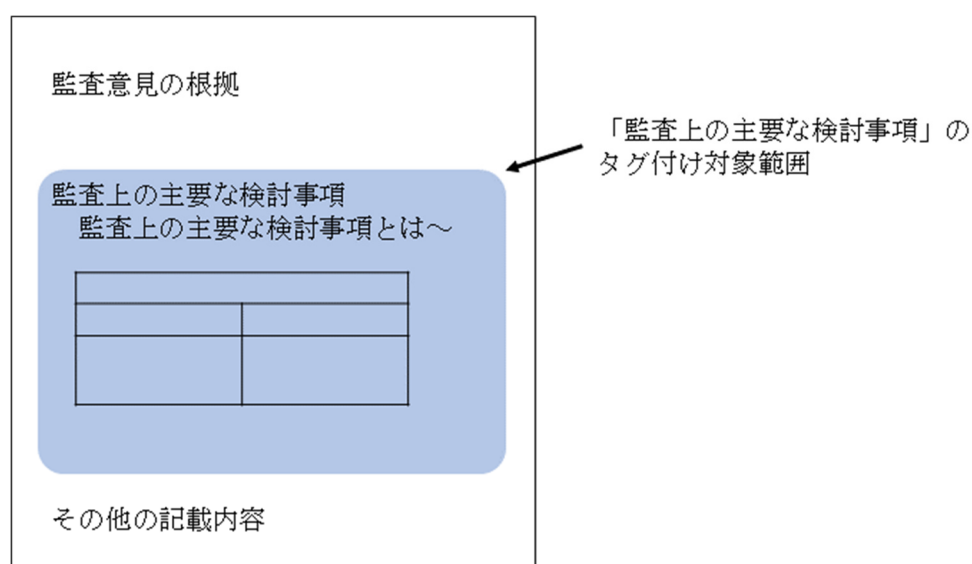 監査意見の根拠
「監査上の主要な検討事項」の
タグ付け対象範囲
監査上の主要な検討事項
監査上の主要な検討事項とは～
その他の記載内容